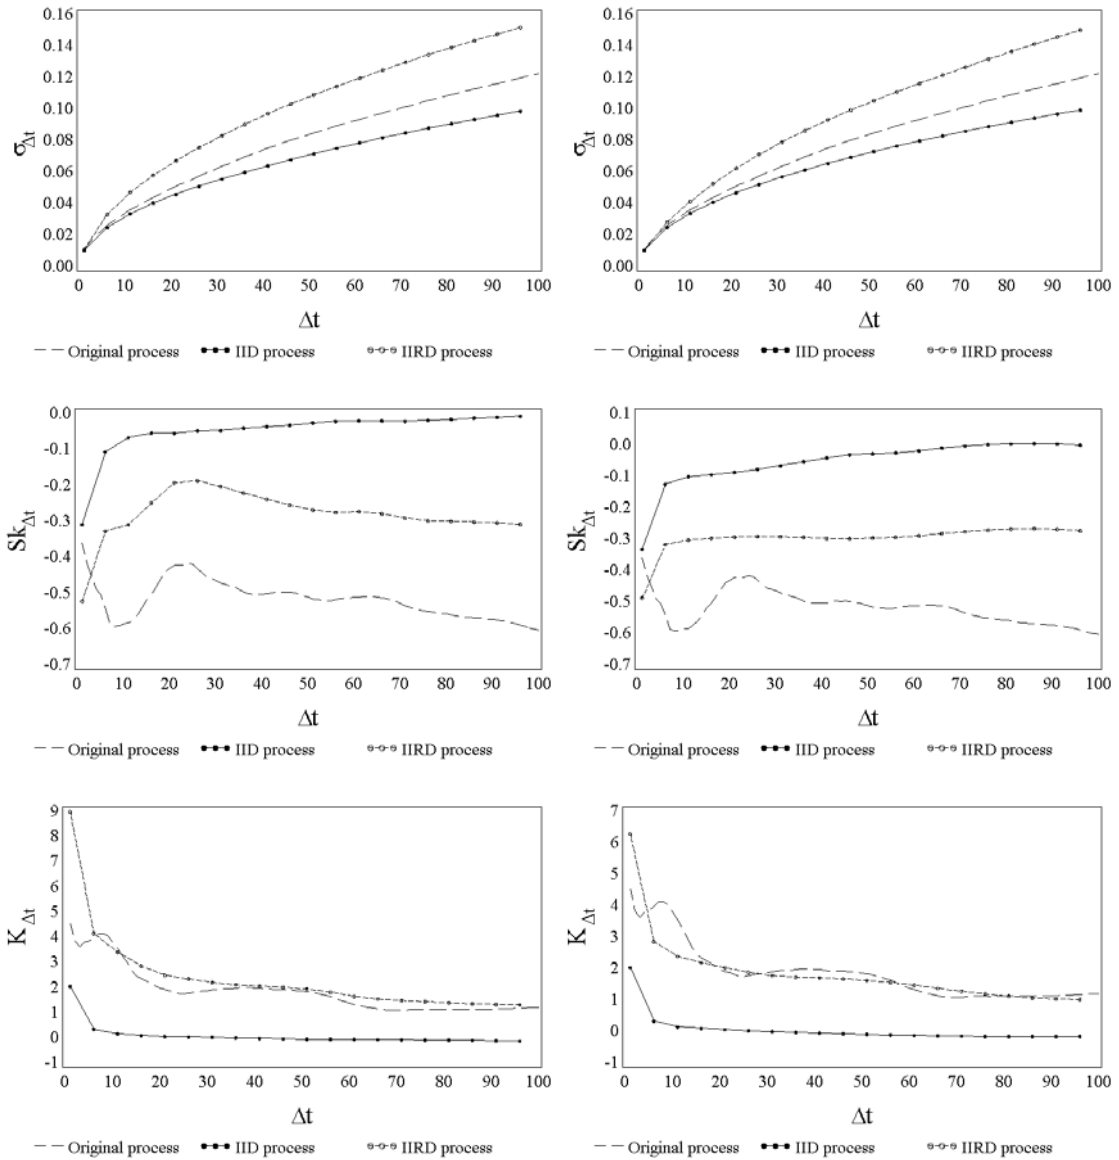 0.16
0.14
0.12
0.10
0.08
0.06
0.04
0.02
0.00
σΔt
0 10 20 30 40 50 60 70 80 90 100
Δt
Original process IID process IIRD process
0.16
0.14
0.12
0.10
0.08
0.06
0.04
0.02
0.00
σΔt
0 10 20 30 40 50 60 70 80 90 100
Δt
Original process IID process IIRD process
0.0
-0.1
-0.2
-0.3
-0.4
-0.5
-0.6
-0.7
SkΔt
0 10 20 30 40 50 60 70 80 90 100
Δt
Original process IID process IIRD process
0.1
0.0
-0.1
-0.2
-0.3
-0.4
-0.5
-0.6
-0.7
SkΔt
0 10 20 30 40 50 60 70 80 90 100
Δt
Original process IID process IIRD process
9
8
7
6
5
4
3
2
1
0
-1
KΔt
0 10 20 30 40 50 60 70 80 90 100
Δt
Original process IID process IIRD process
7
6
5
4
3
2
1
0
-1
KΔt
0 10 20 30 40 50 60 70 80 90 100
Δt
Original process IID process IIRD process